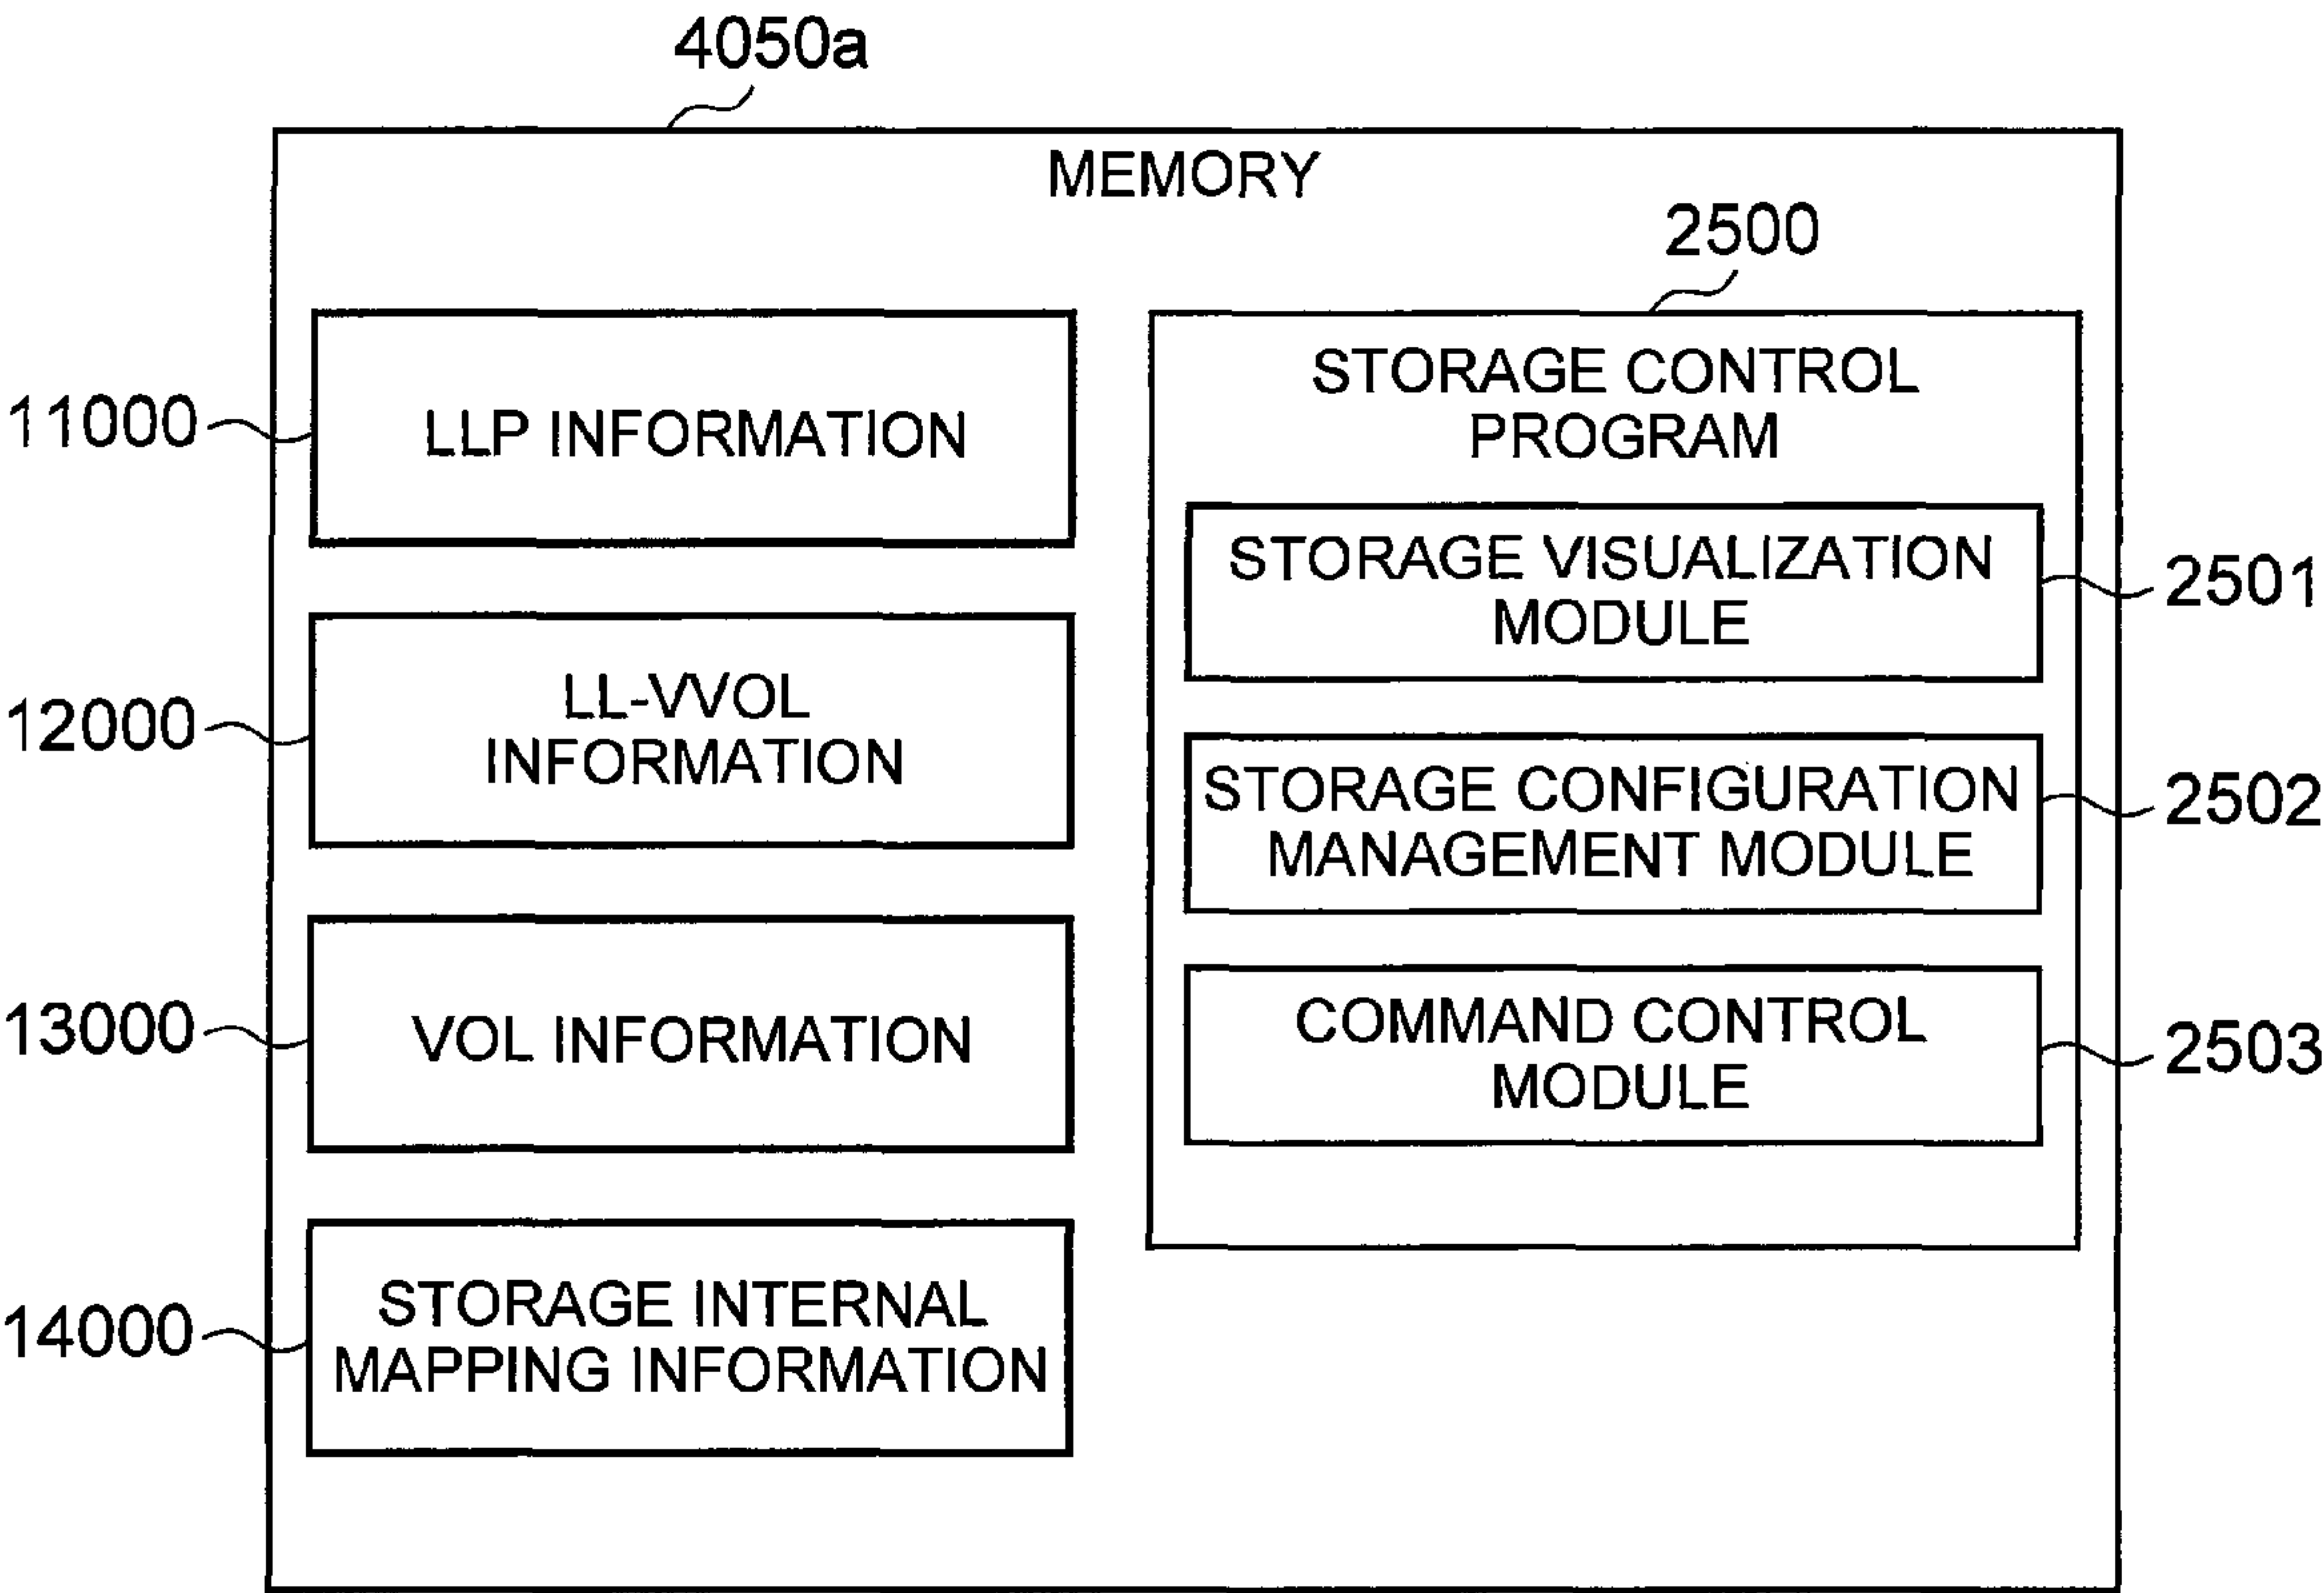 4050a
MEMORY
11000
LLP INFORMATION
12000
LL-VVOL
INFORMATION
13000
VOL INFORMATION
14000
STORAGE INTERNAL
MAPPING INFORMATION
2500
STORAGE CONTROL
PROGRAM
STORAGE VISUALIZATION
MODULE
2501
STORAGE CONFIGURATION
MANAGEMENT MODULE
2502
COMMAND CONTROL
MODULE
2503